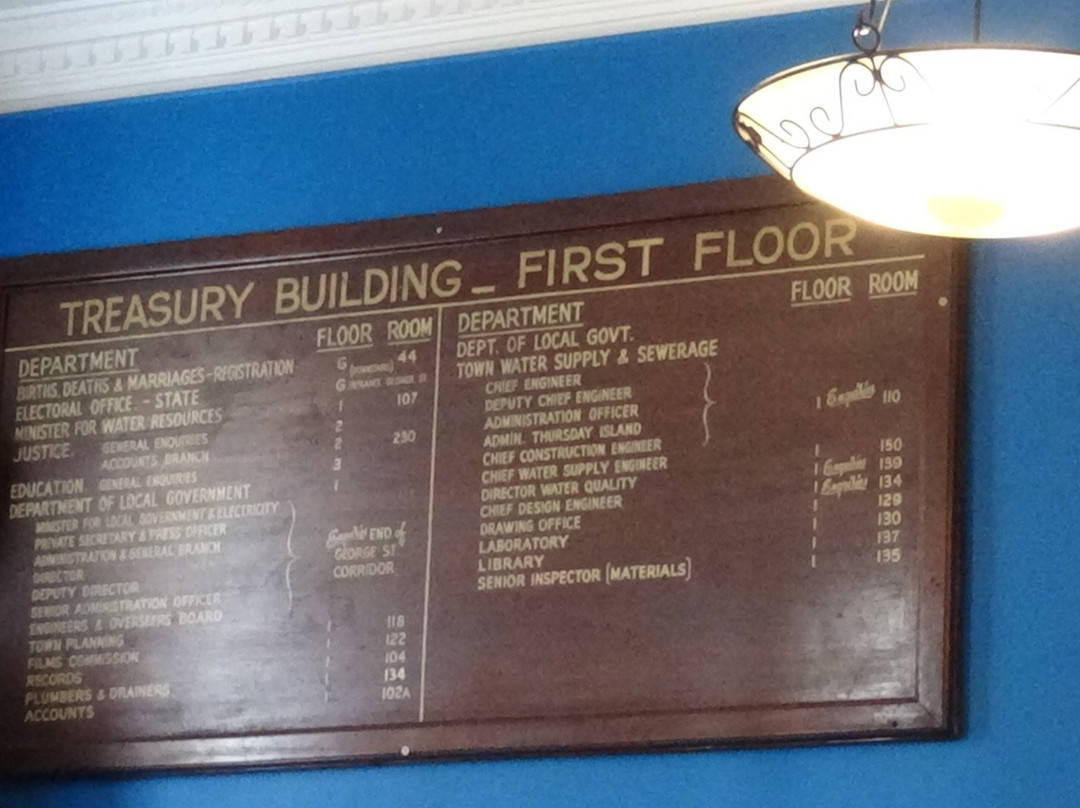 TREASURY BUILDING _ FIRST FLOOR
DEPARTMENT FLOOR ROOM
BIRTHS, DEATHS & MARRIAGES-REGISTRATION G (DOWNSTAIRS) 44
ELECTORAL OFFICE. - STATE G ENTRANCE GEORGE ST
MINISTER FOR WATER RESOURCES 1 107
JUSTICE. GENERAL ENQUIRIES 2
ACCOUNTS BRANCH 2 230
EDUCATION GENERAL ENQUIRIES 3
DEPARTMENT OF LOCAL GOVERNMENT 1
MINISTER FOR LOCAL GOVERNMENT & ELECTRICITY
PRIVATE SECRETARY & PRESS OFFICER
ADMINISTRATION & GENERAL BRANCH Enquiries END of
DIRECTOR GEORGE ST
DEPUTY DIRECTOR CORRIDOR
SENIOR ADMINISTRATION OFFICER
ENGINEERS & OVERSEERS BOARD
TOWN PLANNING 1 118
FILMS COMMISSION 1 122
RECORDS 1 104
PLUMBERS & DRAINERS 1 134
ACCOUNTS 1 102A
DEPARTMENT FLOOR ROOM
DEPT. OF LOCAL GOVT.
TOWN WATER SUPPLY & SEWERAGE
CHIEF ENGINEER
DEPUTY CHIEF ENGINEER
ADMINISTRATION OFFICER 1 Enquiries 110
ADMIN. THURSDAY ISLAND
CHIEF CONSTRUCTION ENGINEER
CHIEF WATER SUPPLY ENGINEER 1 150
DIRECTOR WATER QUALITY 1 Enquiries 139
CHIEF DESIGN ENGINEER 1 Enquiries 134
DRAWING OFFICE 1 129
LABORATORY 1 130
LIBRARY 1 137
SENIOR INSPECTOR (MATERIALS) 1 135